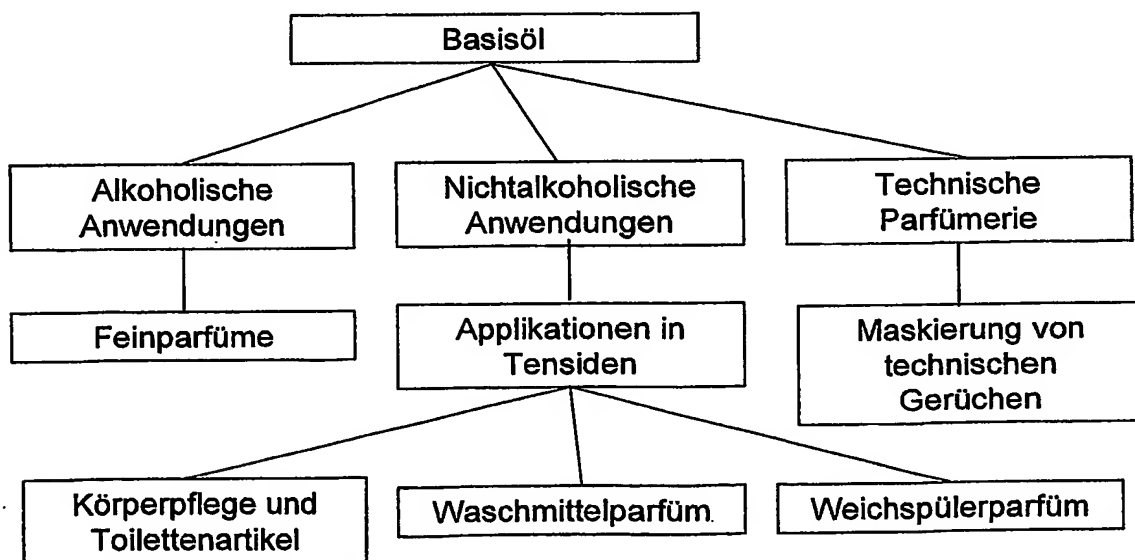 Basisöl
Alkoholische
Anwendungen
Nichtalkoholische
Anwendungen
Technische
Parfümerie
Feinparfüme
Applikationen in
Tensiden
Maskierung von
technischen
Gerüchen
Körperpflege und
Toilettenartikel
Waschmittelparfüm
Weichspülerparfüm